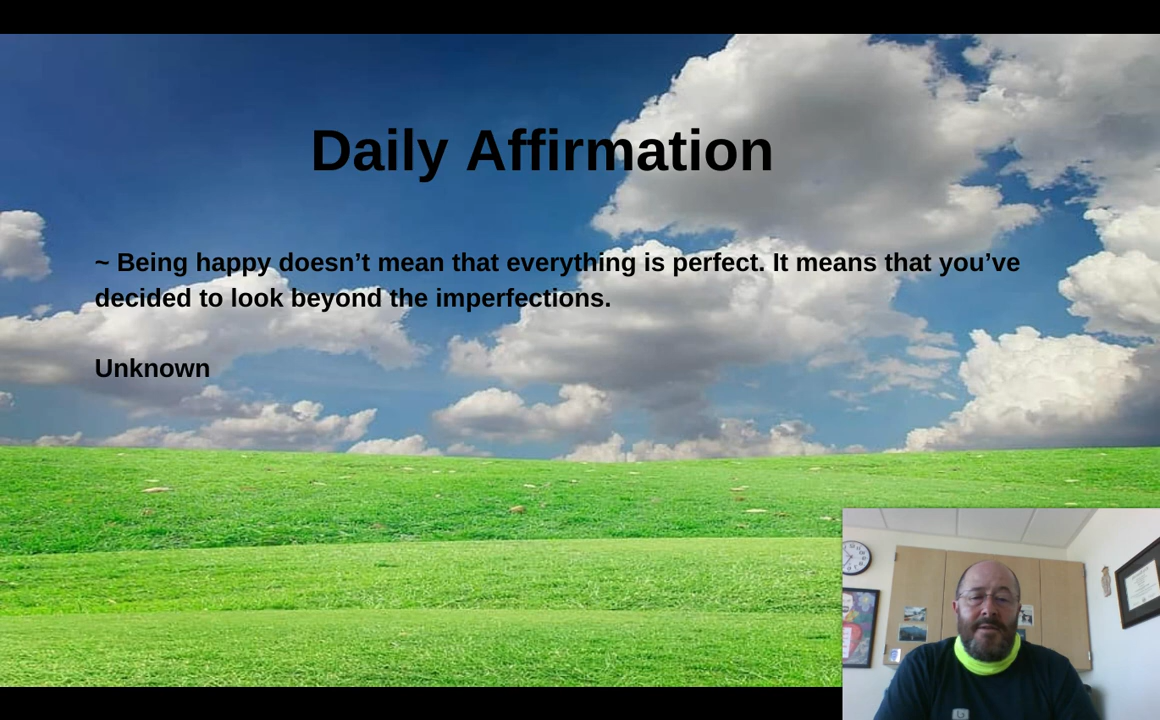 Daily Affirmation
~ Being happy doesn’t mean that everything is perfect. It means that you’ve
decided to look beyond the imperfections.
Unknown